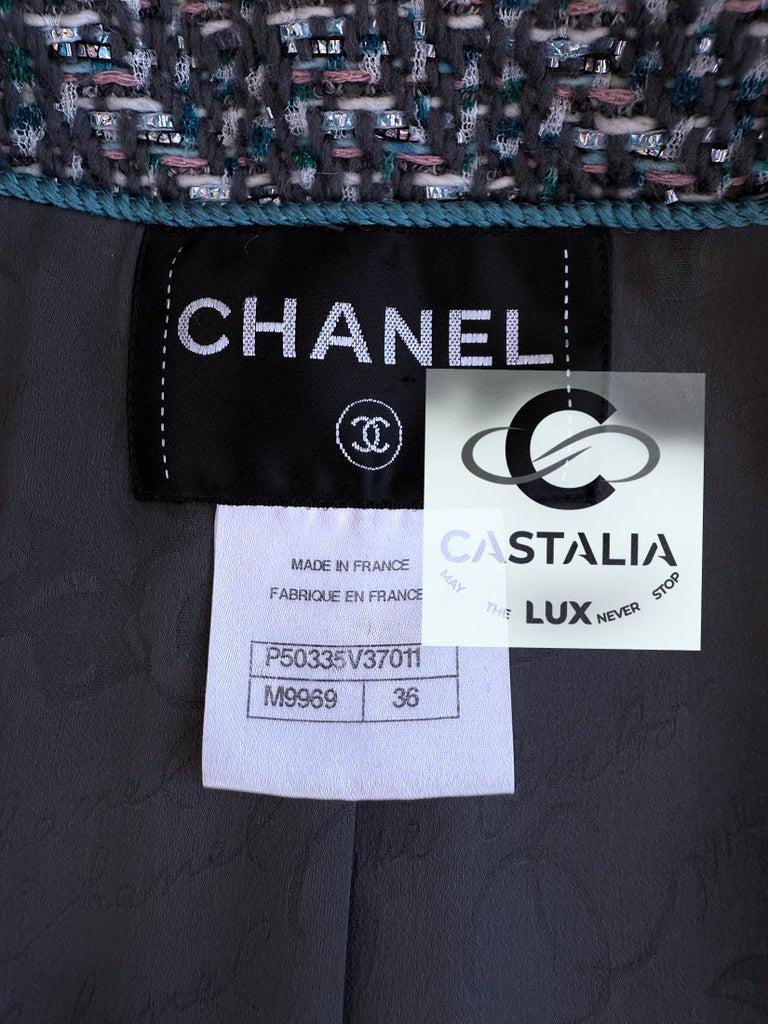 CHANEL
CASTALIA
MAY THE LUX NEVER STOP
MADE IN FRANCE
FABRIQUE EN FRANCE
P50335V37011
M9969 36